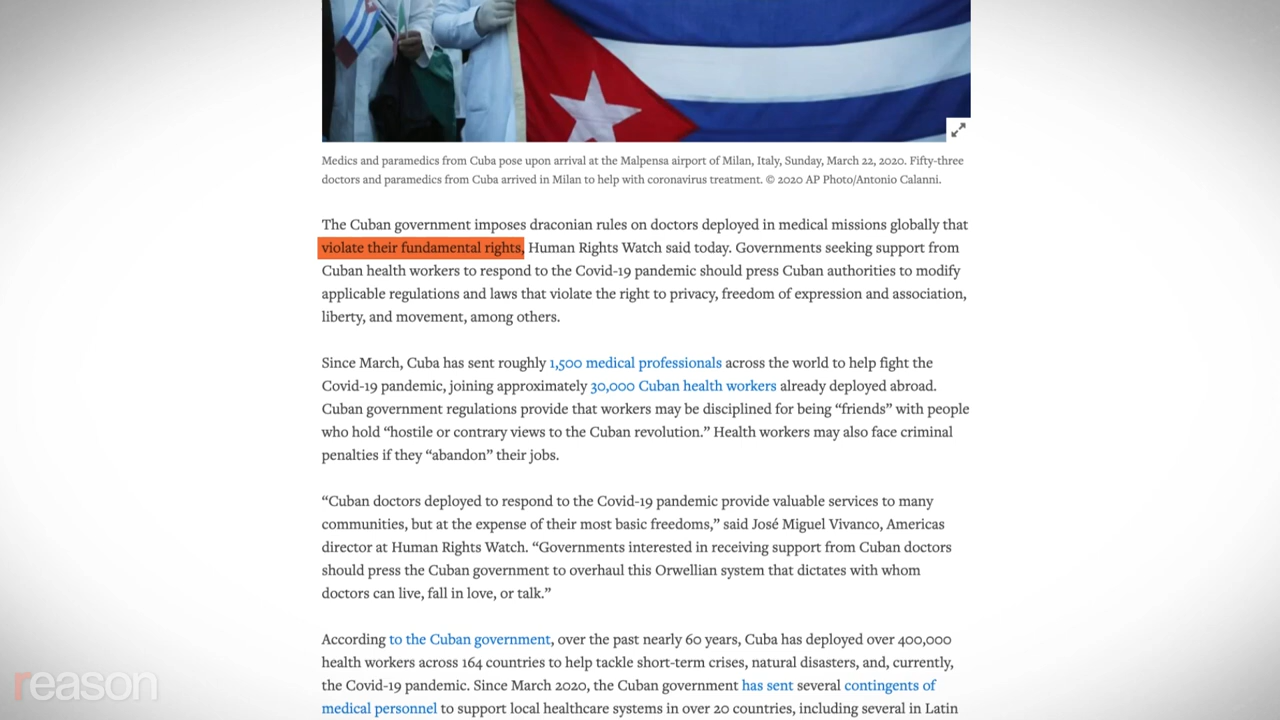 Medics and paramedics from Cuba pose upon arrival at the Malpensa airport of Milan, Italy, Sunday, March 22, 2020. Fifty-three
doctors and paramedics from Cuba arrived in Milan to help with coronavirus treatment. © 2020 AP Photo/Antonio Calanni.
The Cuban government imposes draconian rules on doctors deployed in medical missions globally that
violate their fundamental rights, Human Rights Watch said today. Governments seeking support from
Cuban health workers to respond to the Covid-19 pandemic should press Cuban authorities to modify
applicable regulations and laws that violate the right to privacy, freedom of expression and association,
liberty, and movement, among others.
Since March, Cuba has sent roughly 1,500 medical professionals across the world to help fight the
Covid-19 pandemic, joining approximately 30,000 Cuban health workers already deployed abroad.
Cuban government regulations provide that workers may be disciplined for being “friends” with people
who hold “hostile or contrary views to the Cuban revolution.” Health workers may also face criminal
penalties if they “abandon” their jobs.
“Cuban doctors deployed to respond to the Covid-19 pandemic provide valuable services to many
communities, but at the expense of their most basic freedoms,” said José Miguel Vivanco, Americas
director at Human Rights Watch. “Governments interested in receiving support from Cuban doctors
should press the Cuban government to overhaul this Orwellian system that dictates with whom
doctors can live, fall in love, or talk.”
According to the Cuban government, over the past nearly 60 years, Cuba has deployed over 400,000
health workers across 164 countries to help tackle short-term crises, natural disasters, and, currently,
the Covid-19 pandemic. Since March 2020, the Cuban government has sent several contingents of
medical personnel to support local healthcare systems in over 20 countries, including several in Latin
reason